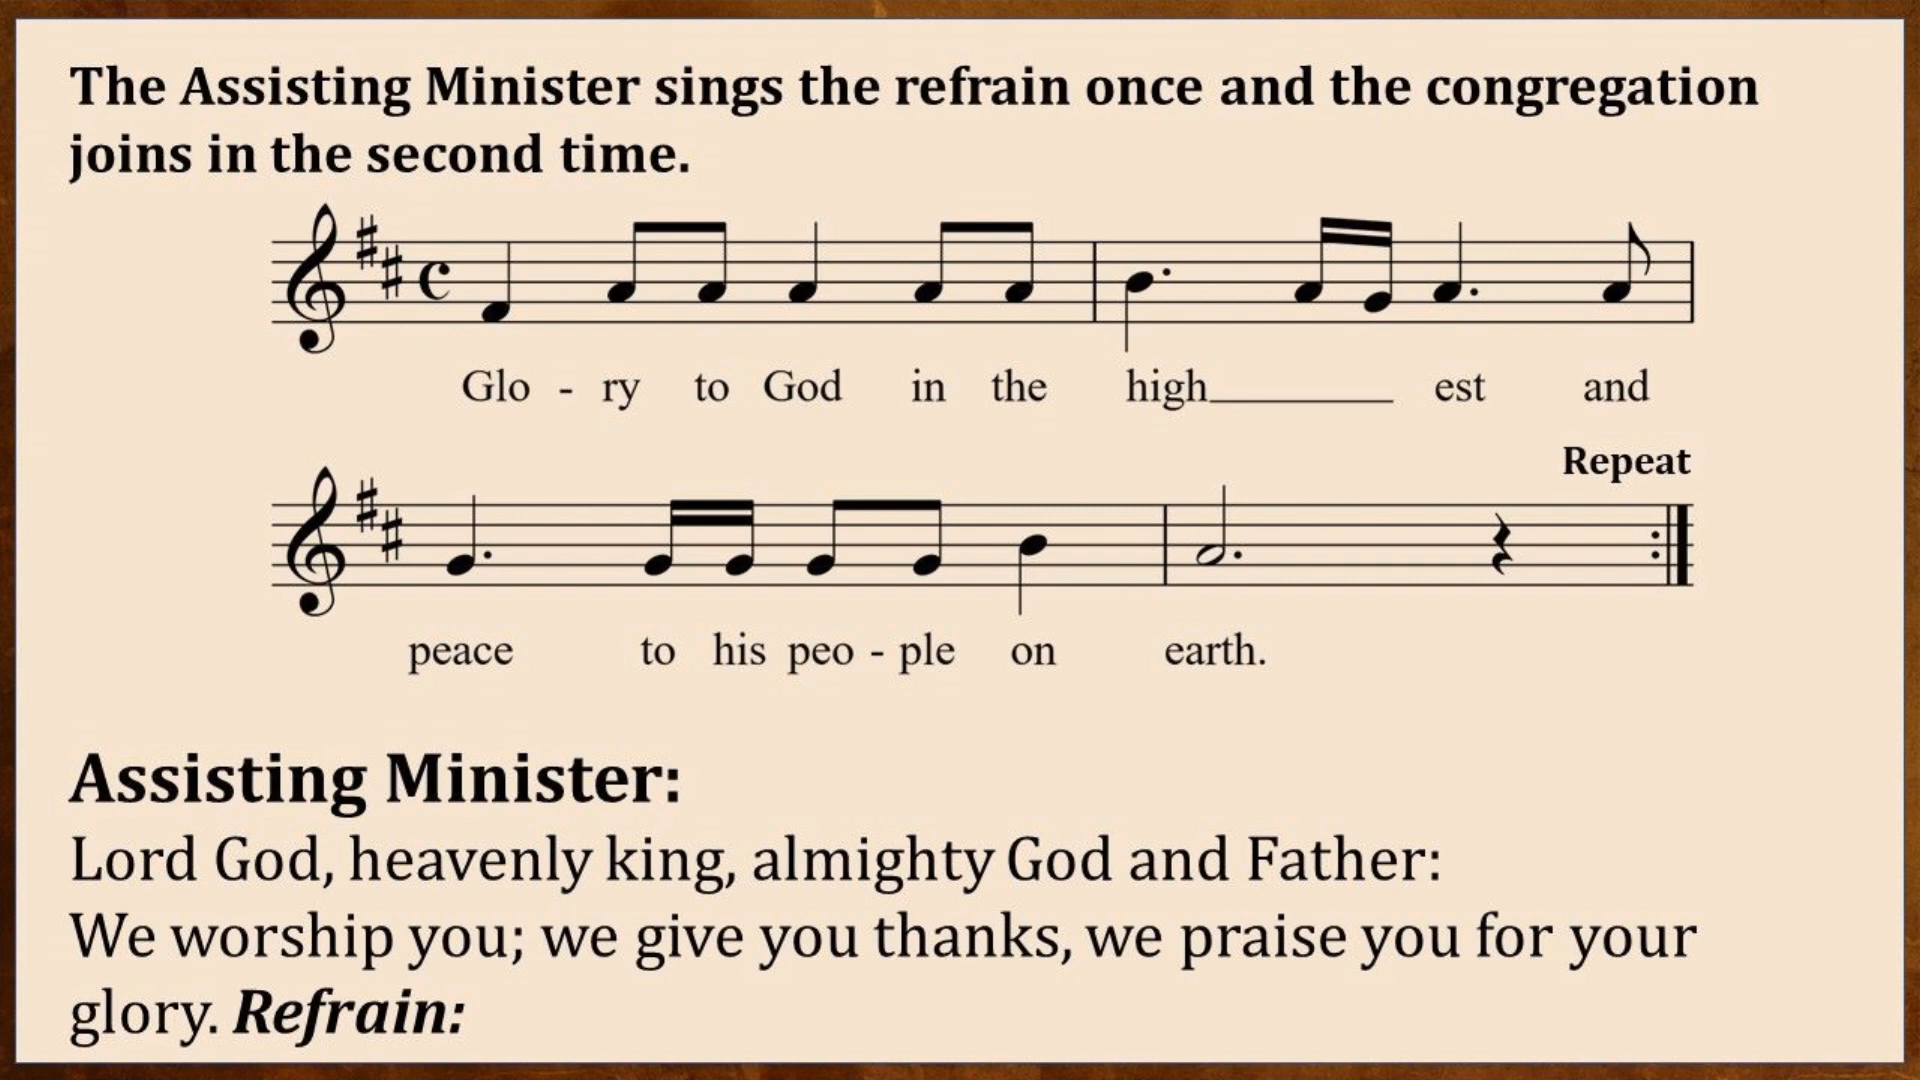 The Assisting Minister sings the refrain once and the congregation
joins in the second time.
Glo - ry to God in the high____ est and
Repeat
peace to his peo - ple on earth.
Assisting Minister:
Lord God, heavenly king, almighty God and Father:
We worship you; we give you thanks, we praise you for your
glory. Refrain: